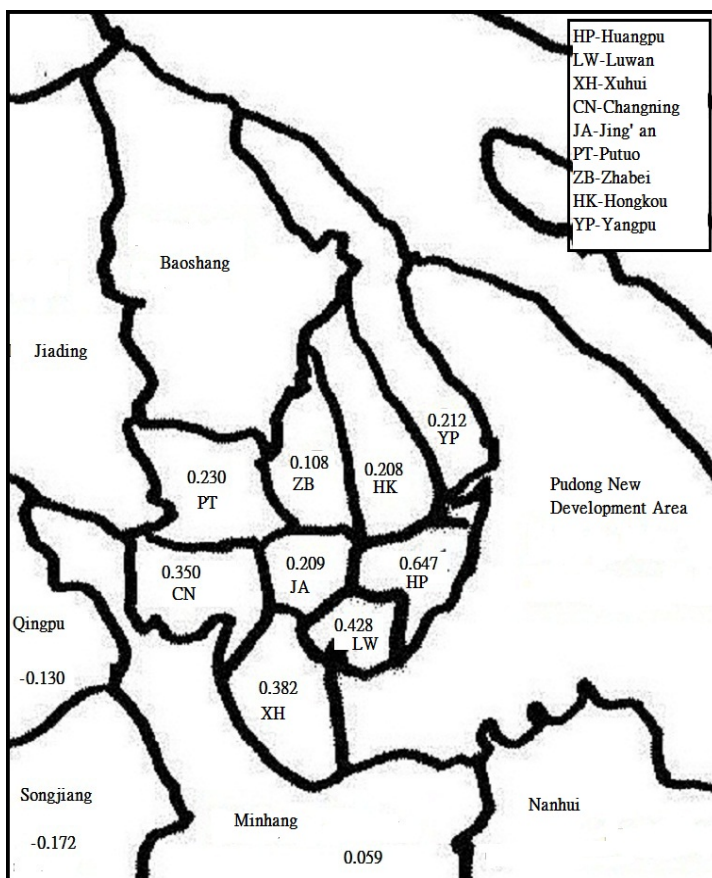 HP-Huangpu
LW-Luwan
XH-Xuhui
CN-Changning
JA-Jing' an
PT-Putuo
ZB-Zhabei
HK-Hongkou
YP-Yangpu
Baoshang
Jiading
0.212
YP
0.230
PT
0.108
ZB
0.208
HK
Pudong New
Development Area
0.350
CN
0.209
JA
0.647
HP
Qingpu
-0.130
0.428
LW
0.382
XH
Songjiang
-0.172
Minhang
0.059
Nanhui